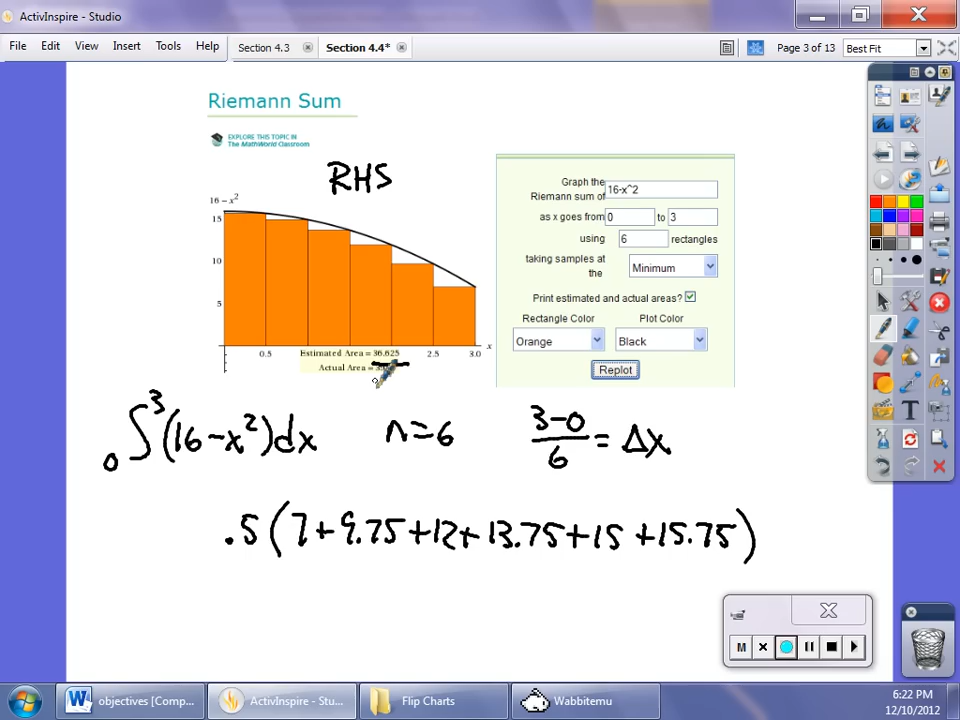 ActivInspire - Studio
File Edit View Insert Tools Help Section 4.3 Section 4.4* Page 3 of 13 Best Fit
Riemann Sum
EXPLORE THIS TOPIC IN
The MathWorld Classroom
RHS
16 - x²
15
10
5
0.5 2.5 3.0 x
Estimated Area = 36.625
Actual Area =
Graph the
Riemann sum of 16-x^2
as x goes from 0 to 3
using 6 rectangles
taking samples at
the Minimum
Print estimated and actual areas?
Rectangle Color Plot Color
Orange Black
Replot
∫₀³(16-x²)dx n=6 3-0/6 = Δx
.5(7+9.75+12+13.75+15+15.75)
M
objectives [Comp... ActivInspire - Stu... Flip Charts Wabbitemu
6:22 PM
12/10/2012